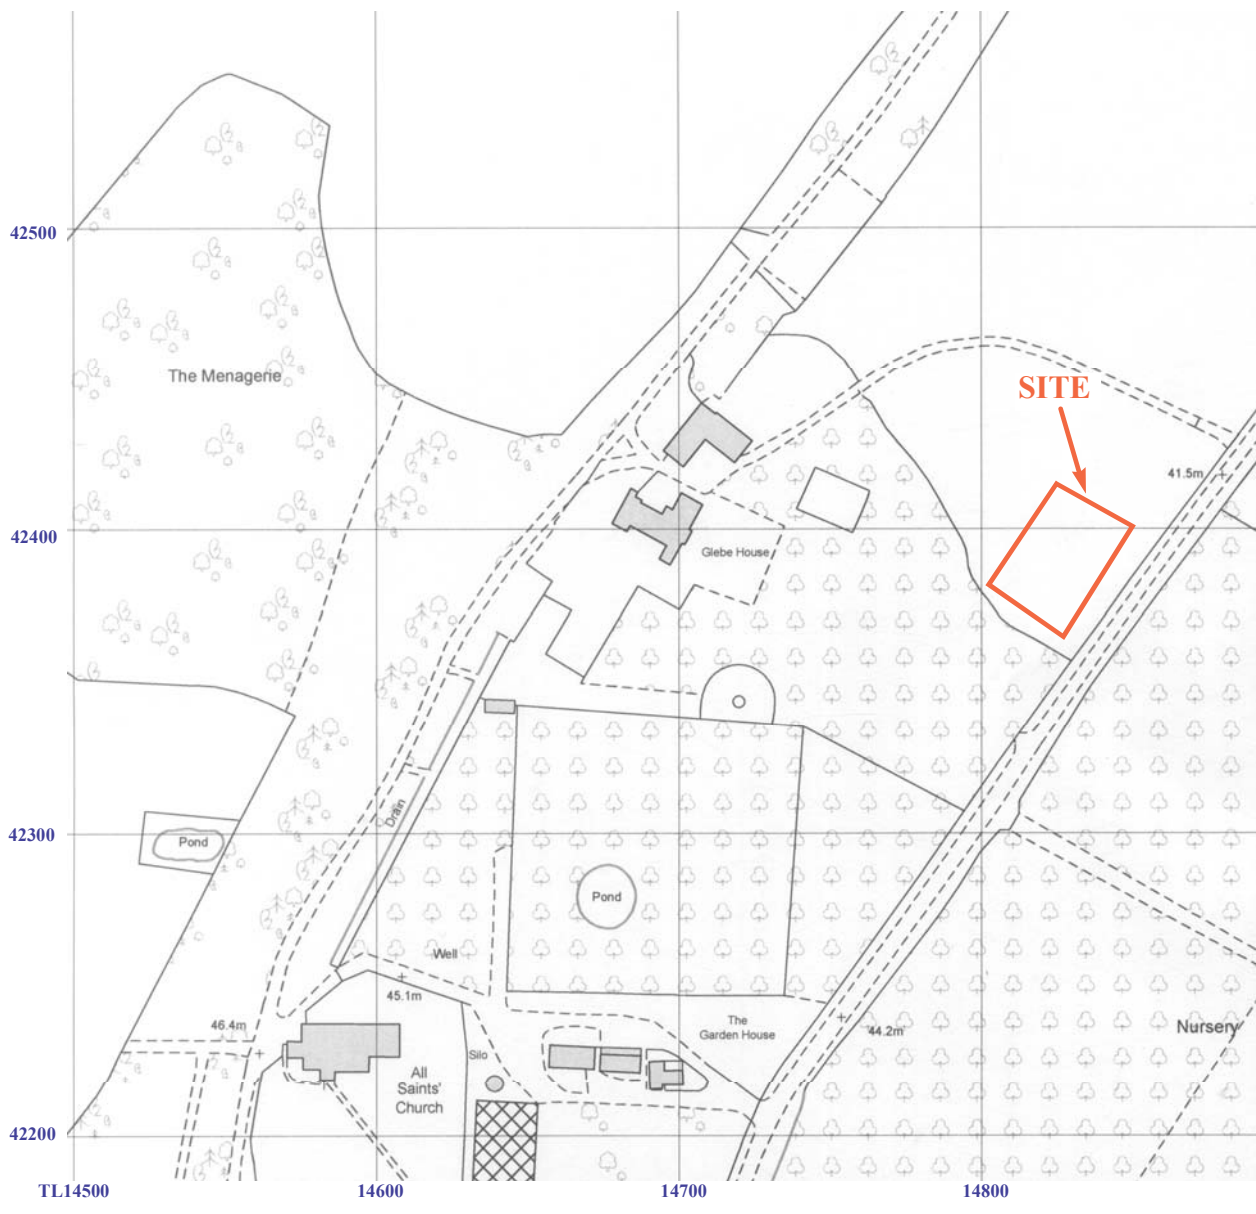 42500
The Menagerie
SITE
41.5m
42400
Glebe House
Drain
42300
Pond
Pond
Well
45.1m
46.4m
The
Garden House
44.2m
Nursery
Silo
All
Saints'
Church
42200
TL14500
14600
14700
14800